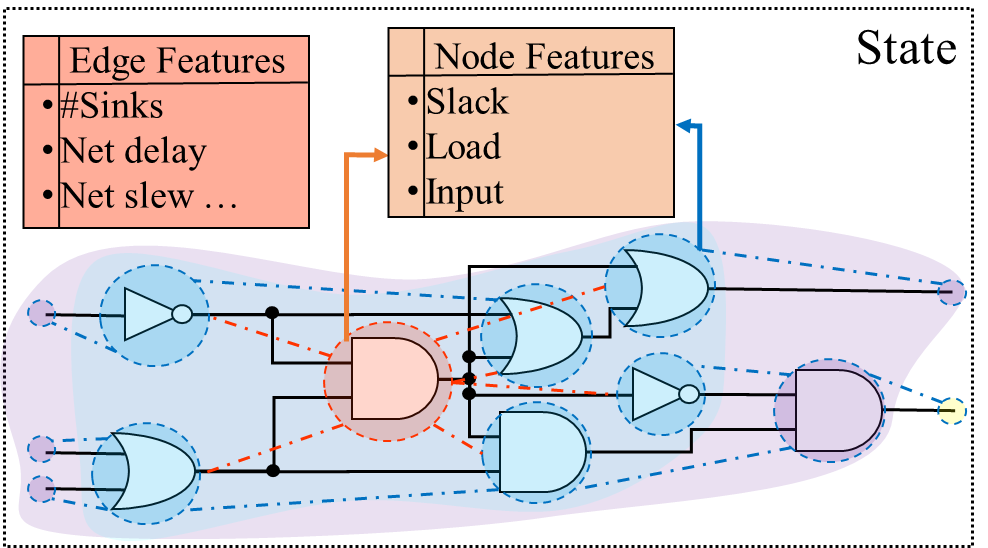 State
Edge Features
•#Sinks
•Net delay
•Net slew …
Node Features
•Slack
•Load
•Input